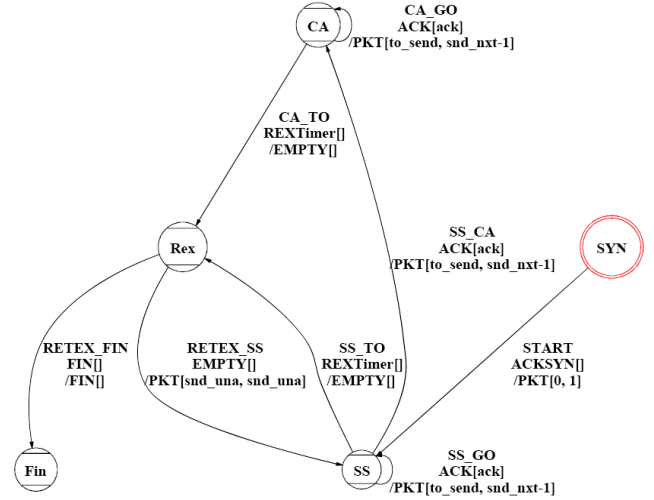 CA
CA_GO
ACK[ack]
/PKT[to_send, snd_nxt-1]
CA_TO
REXTimer[]
/EMPTY[]
Rex
SS_CA
ACK[ack]
/PKT[to_send, snd_nxt-1]
SYN
RETEX_FIN
FIN[]
/FIN[]
RETEX_SS
EMPTY[]
/PKT[snd_una, snd_una]
SS_TO
REXTimer[]
/EMPTY[]
START
ACKSYN[]
/PKT[0, 1]
Fin
SS
SS_GO
ACK[ack]
/PKT[to_send, snd_nxt-1]